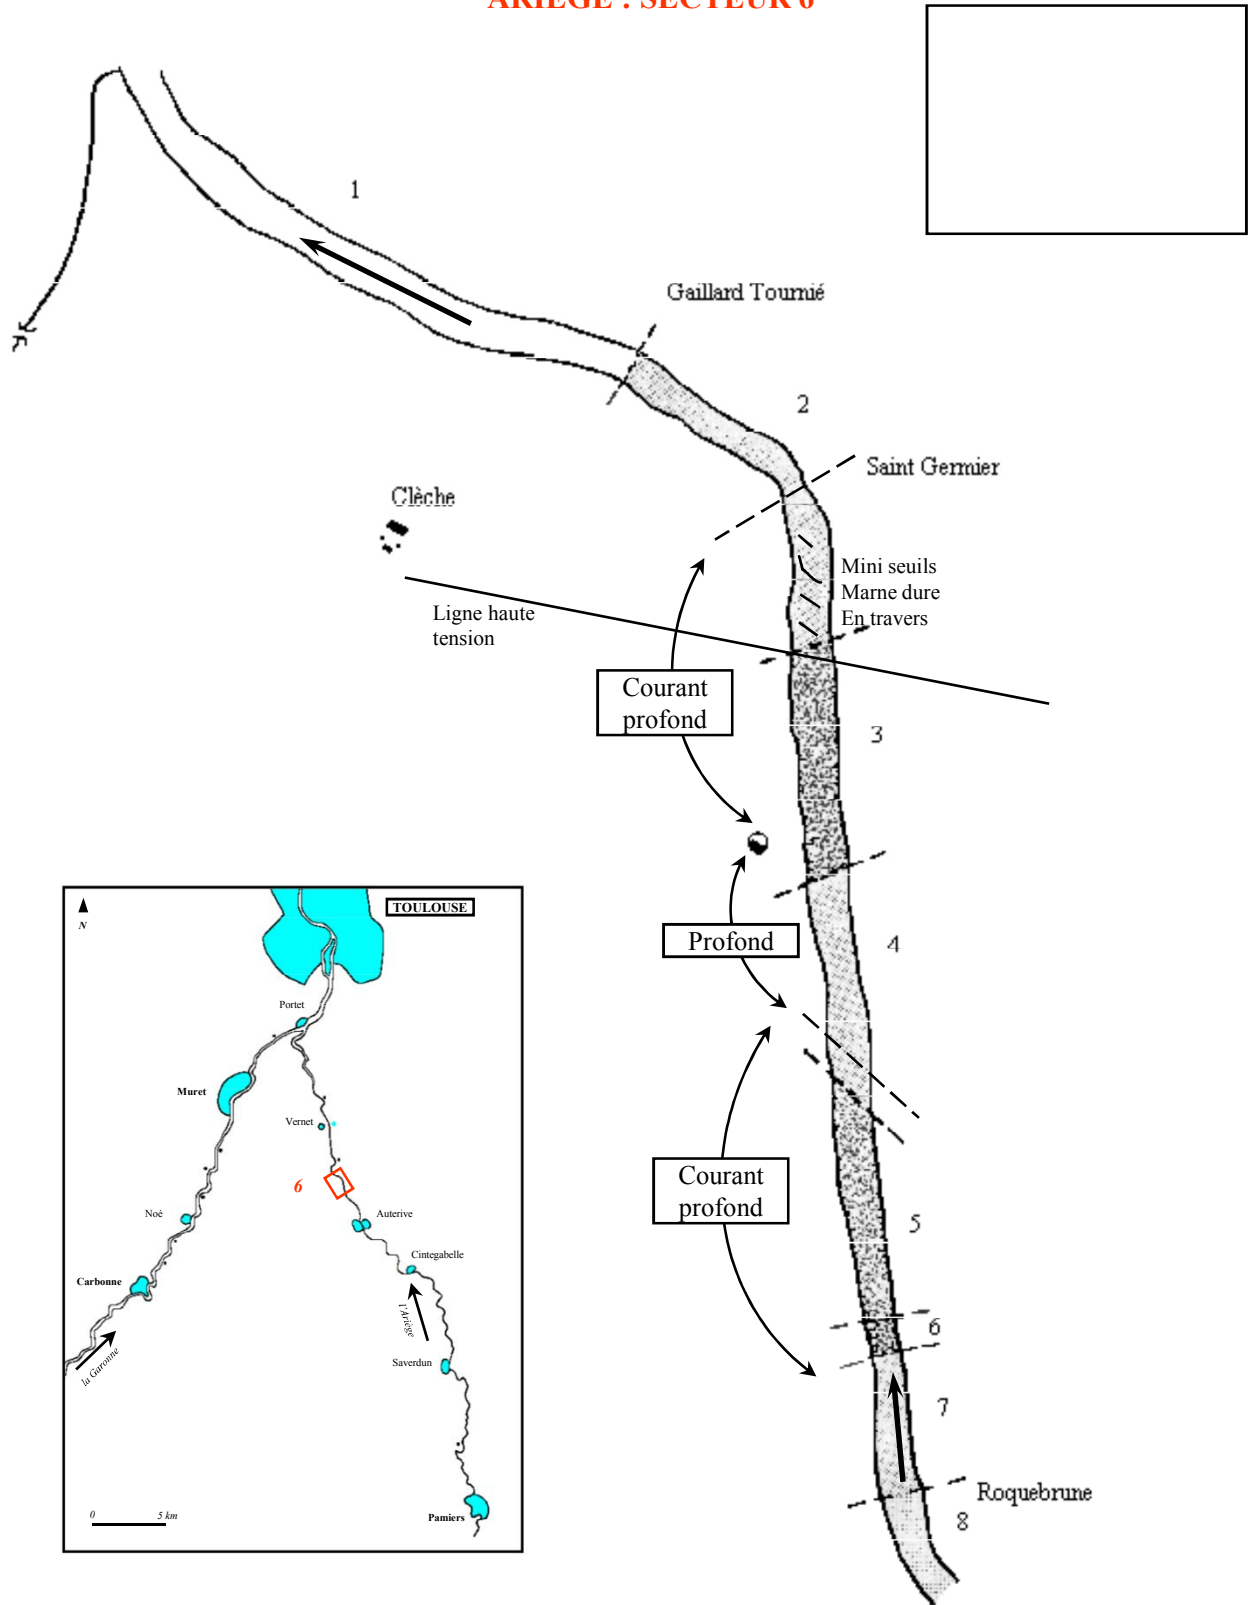 ARIEGE : SECTEUR 6
1
Gaillard Tournié
2
Saint Germier
Clèche
Mini seuils
Marne dure
En travers
Ligne haute
tension
Courant
profond
3
Profond
4
Courant
profond
5
6
7
Roquebrune
8
TOULOUSE
N
Portet
Muret
Vernet
6
Noé
Auterive
Cintegabelle
Carbonne
l'Ariège
la Garonne
Saverdun
0
5 km
Pamiers